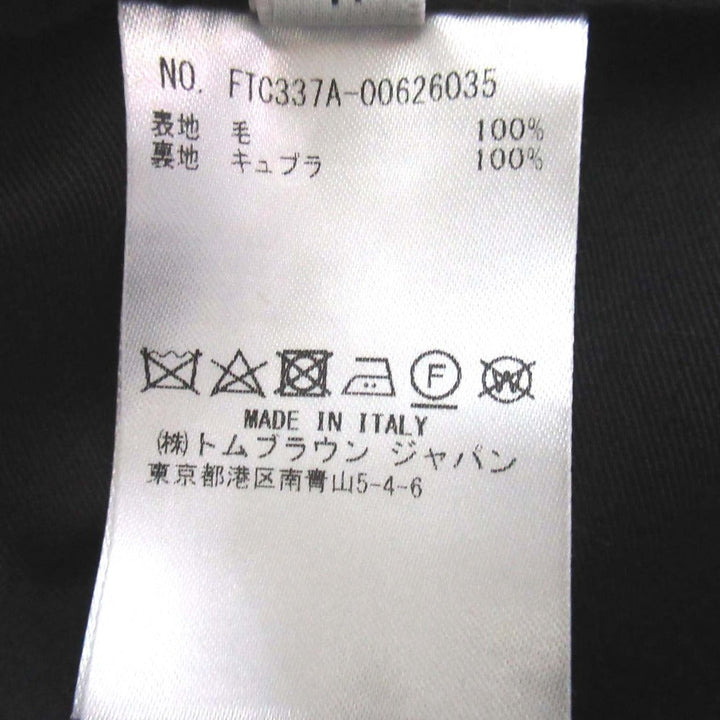 NO. FTC337A-00626035
表地 毛 100%
裏地 キュプラ 100%
F W
MADE IN ITALY
(株)トムブラウン ジャパン
東京都港区南青山5-4-6